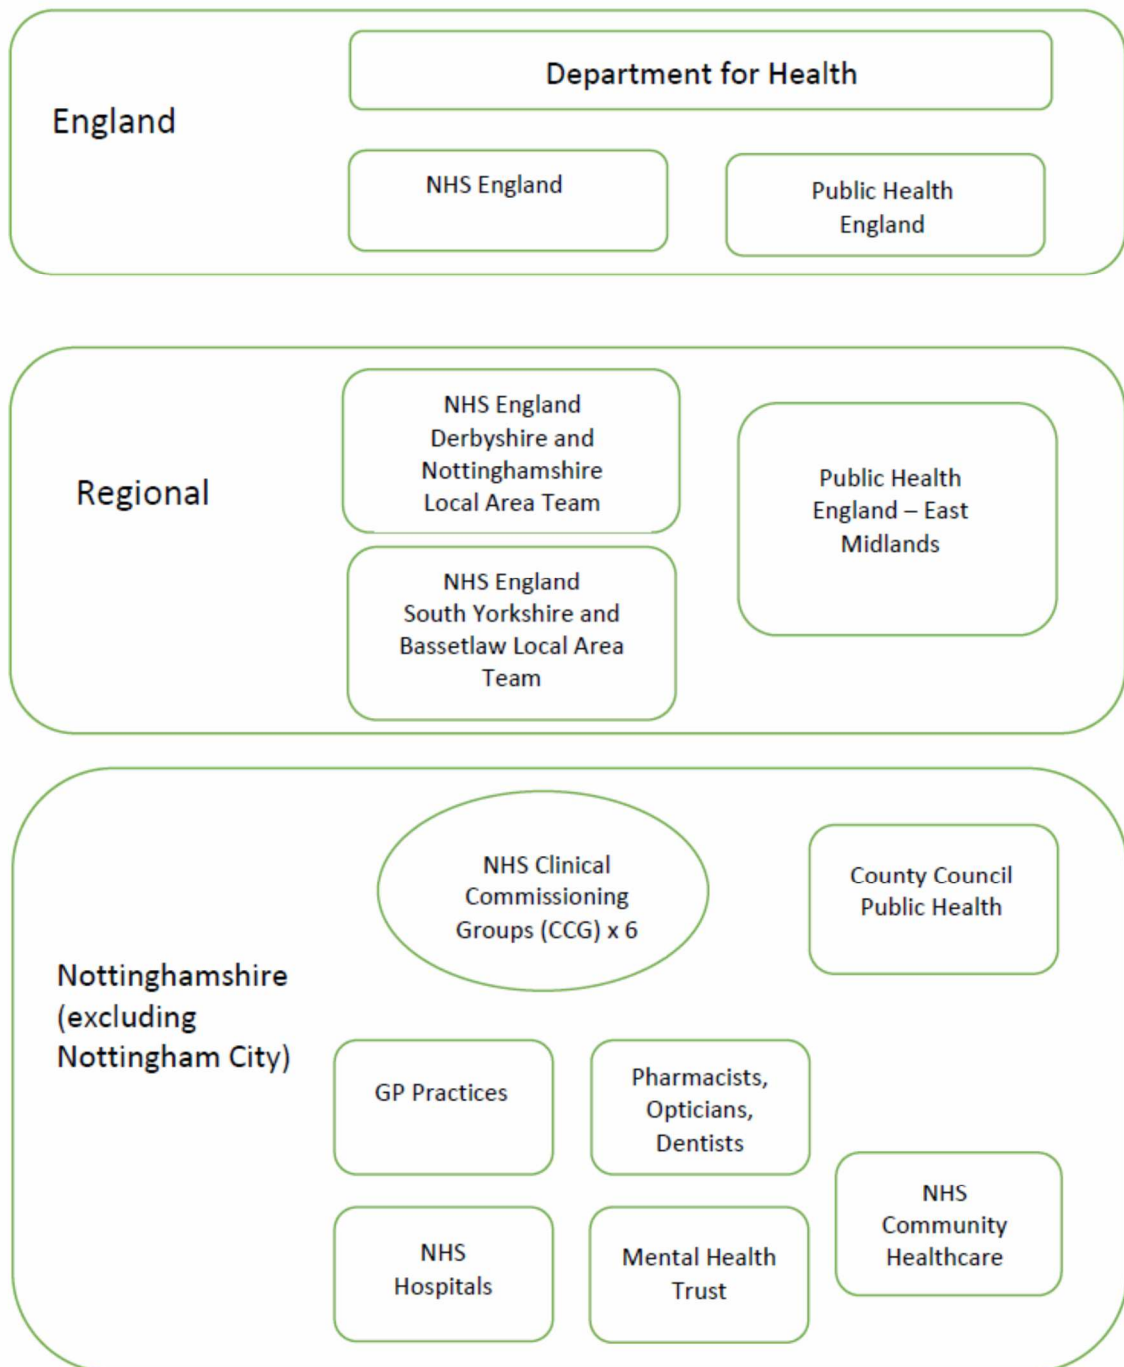 England
Department for Health
NHS England
Public Health
England
Regional
NHS England
Derbyshire and
Nottinghamshire
Local Area Team
Public Health
England – East
Midlands
NHS England
South Yorkshire and
Bassetlaw Local Area
Team
Nottinghamshire
(excluding
Nottingham City)
NHS Clinical
Commissioning
Groups (CCG) x 6
County Council
Public Health
GP Practices
Pharmacists,
Opticians,
Dentists
NHS
Community
Healthcare
NHS
Hospitals
Mental Health
Trust